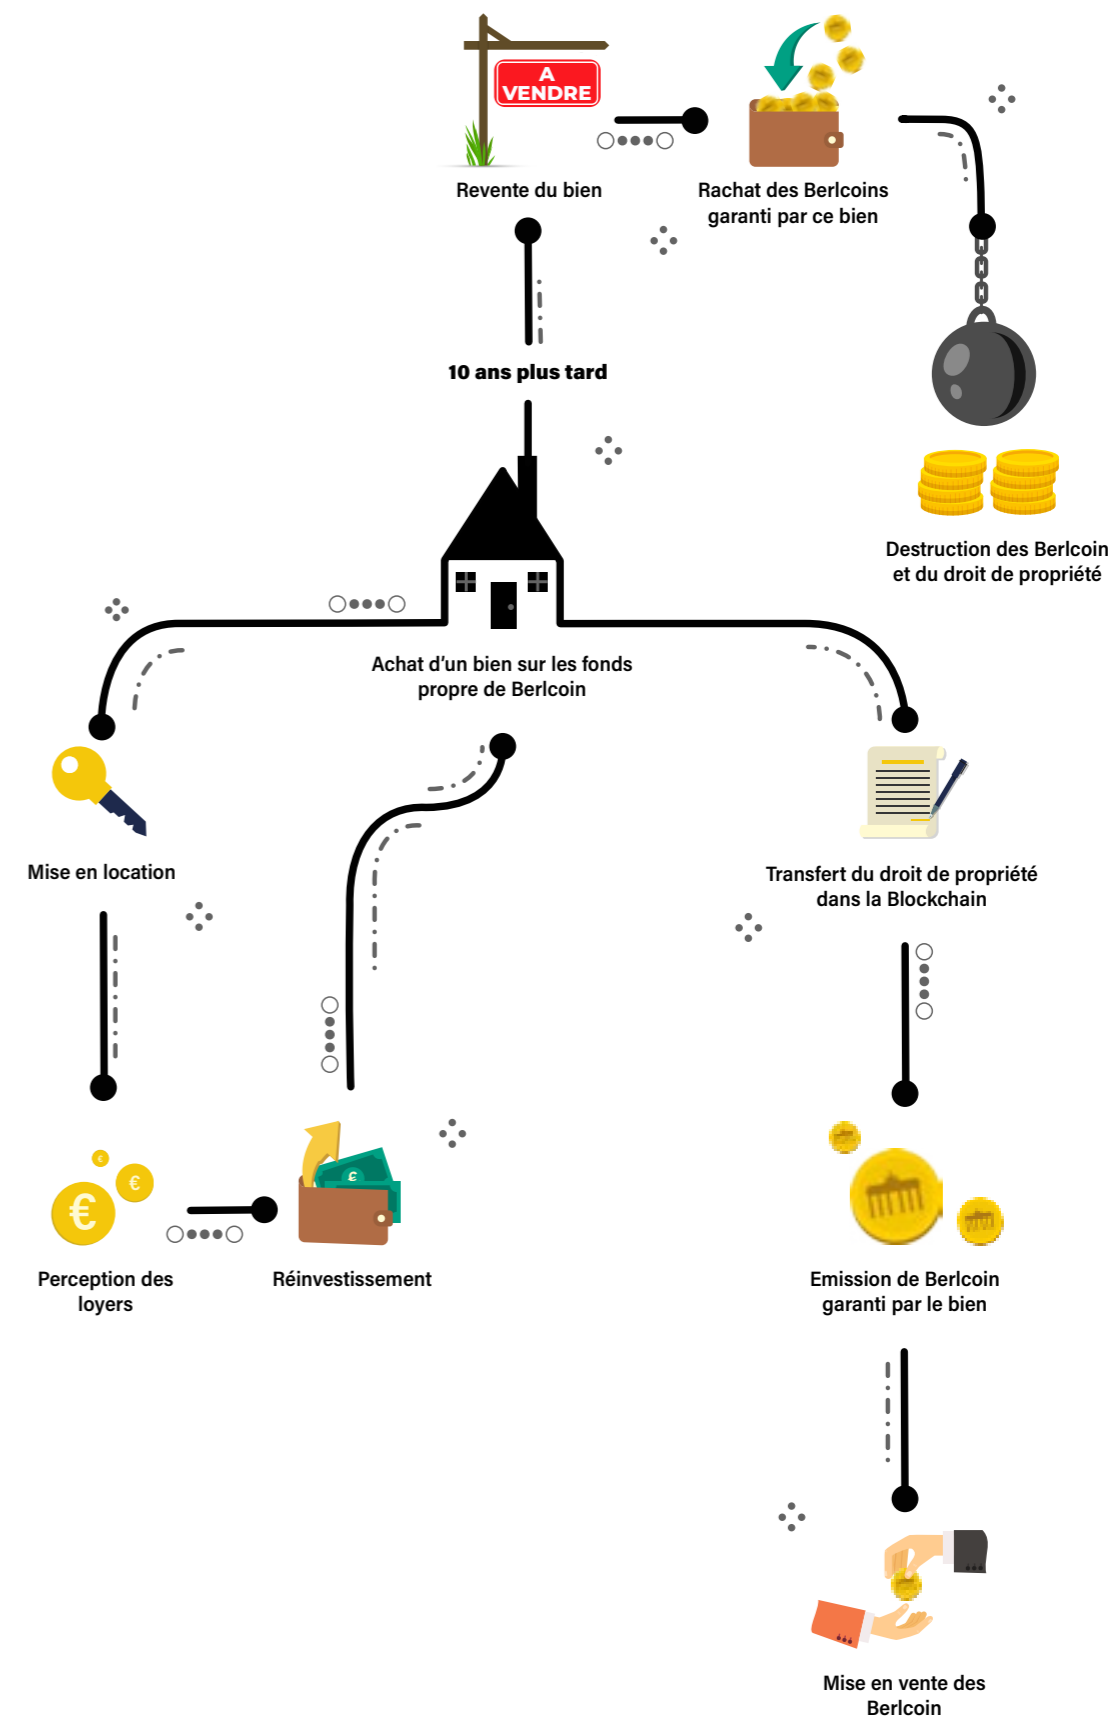 A
VENDRE
Revente du bien
Rachat des Berlcoins
garanti par ce bien
10 ans plus tard
Destruction des Berlcoin
et du droit de propriété
Achat d'un bien sur les fonds
propre de Berlcoin
Mise en location
Transfert du droit de propriété
dans la Blockchain
€
€
€
€
Perception des
loyers
Réinvestissement
Emission de Berlcoin
garanti par le bien
Mise en vente des
Berlcoin